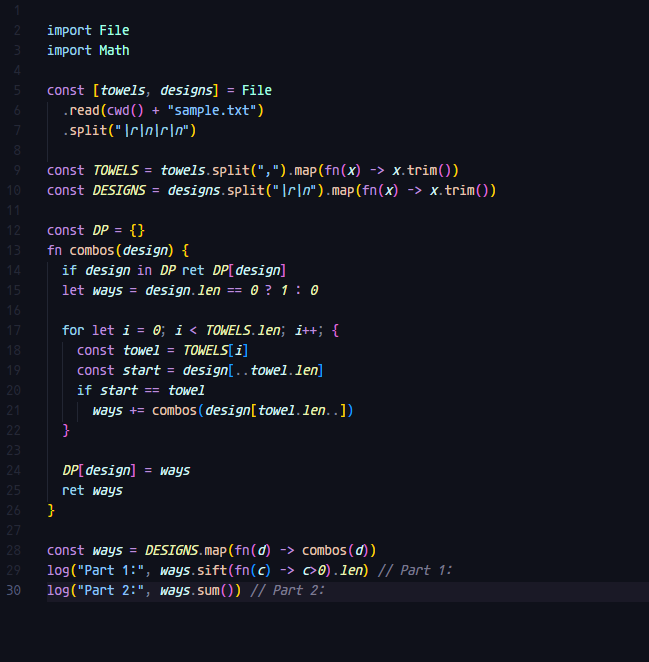 1
2 import File
3 import Math
4
5 const [towels, designs] = File
6 .read(cwd() + "sample.txt")
7 .split("\r\n\r\n")
8
9 const TOWELS = towels.split(",").map(fn(x) -> x.trim())
10 const DESIGNS = designs.split("\r\n").map(fn(x) -> x.trim())
11
12 const DP = {}
13 fn combos(design) {
14 if design in DP ret DP[design]
15 let ways = design.len == 0 ? 1 : 0
16
17 for let i = 0; i < TOWELS.len; i++; {
18 const towel = TOWELS[i]
19 const start = design[..towel.len]
20 if start == towel
21 ways += combos(design[towel.len..])
22 }
23
24 DP[design] = ways
25 ret ways
26 }
27
28 const ways = DESIGNS.map(fn(d) -> combos(d))
29 log("Part 1:", ways.sift(fn(c) -> c>0).len) // Part 1:
30 log("Part 2:", ways.sum()) // Part 2: